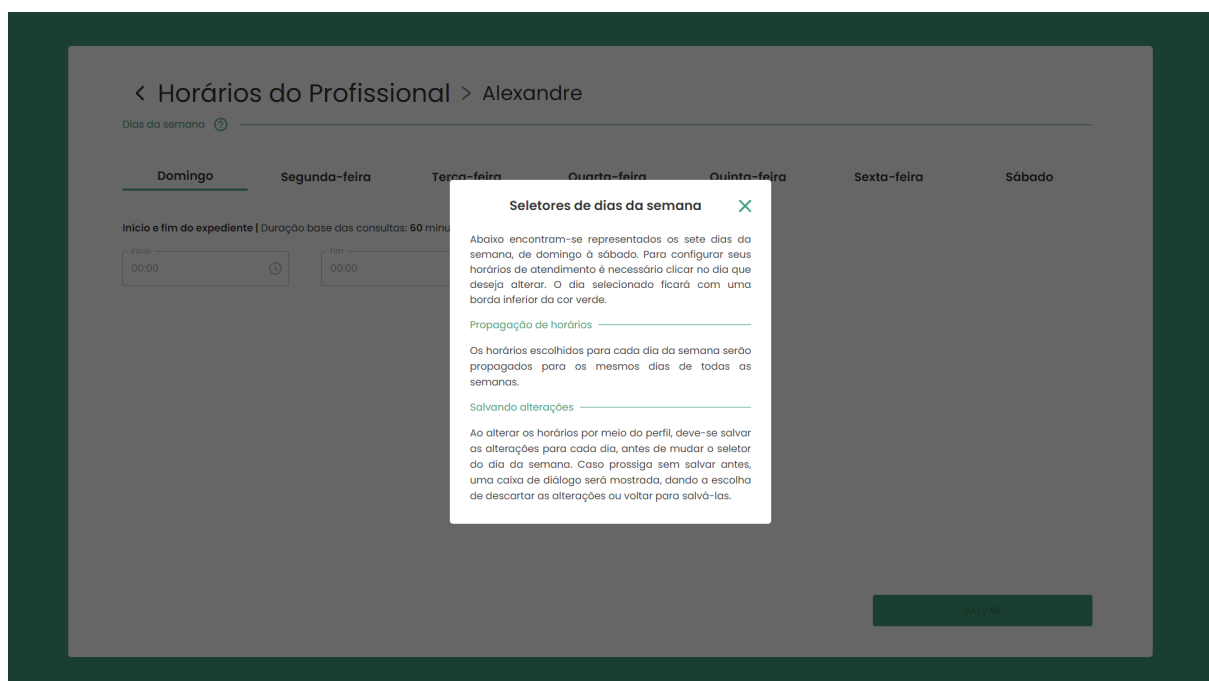 Horários do Profissional > Alexandre
Dias da semana ?
Domingo Segunda-feira Terça-feira Quarta-feira Quinta-feira Sexta-feira Sábado
Início e fim do expediente | Duração base das consultas: 60 minu
Início Fim
00:00 00:00
Seletores de dias da semana
Abaixo encontram-se representados os sete dias da
semana, de domingo à sábado. Para configurar seus
horários de atendimento é necessário clicar no dia que
deseja alterar. O dia selecionado ficará com uma
borda inferior da cor verde.
Propagação de horários
Os horários escolhidos para cada dia da semana serão
propagados para os mesmos dias de todas as
semanas.
Salvando alterações
Ao alterar os horários por meio do perfil, deve-se salvar
as alterações para cada dia, antes de mudar o seletor
do dia da semana. Caso prossiga sem salvar antes,
uma caixa de diálogo será mostrada, dando a escolha
de descartar as alterações ou voltar para salvá-las.
SALVAR